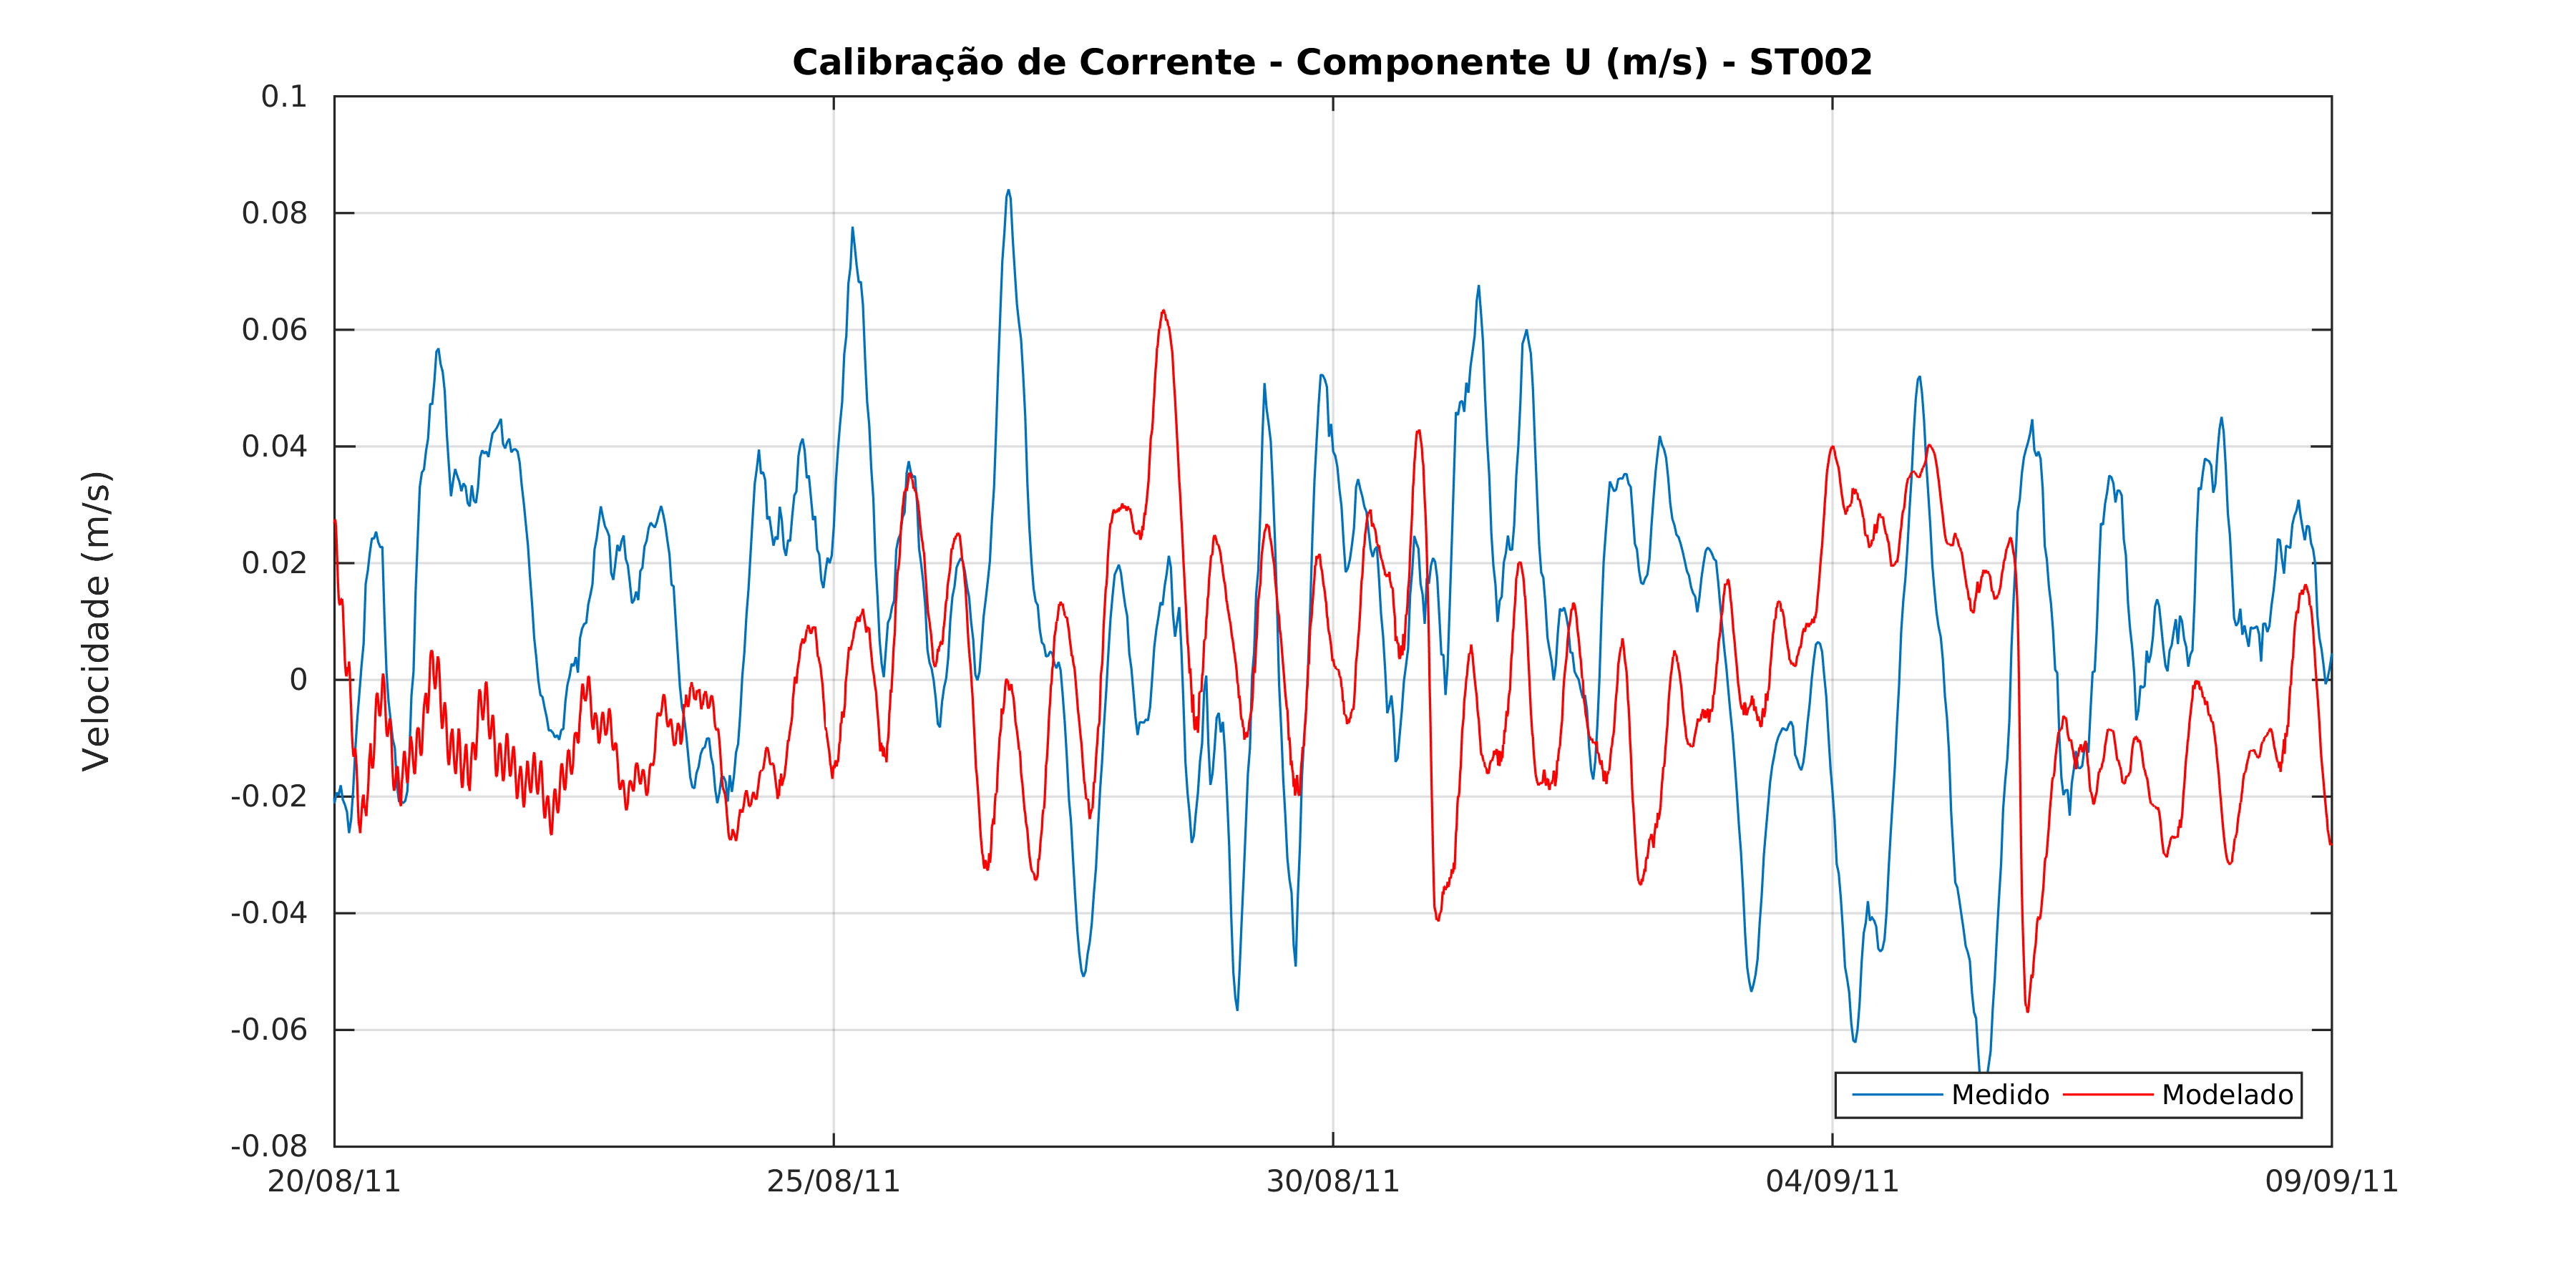 Calibração de Corrente - Componente U (m/s) - ST002
0.1
0.08
0.06
0.04
0.02
0
-0.02
-0.04
-0.06
-0.08
Velocidade (m/s)
20/08/11 25/08/11 30/08/11 04/09/11 09/09/11
Medido Modelado